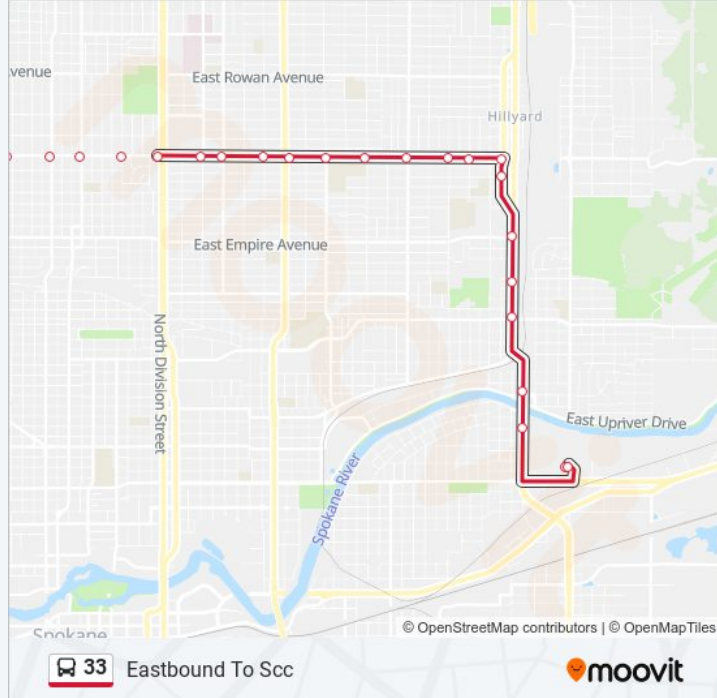 venue
East Rowan Avenue
Hillyard
East Empire Avenue
North Division Street
East Upriver Drive
Spokane River
Spokane
© OpenStreetMap contributors | © OpenMapTiles
33 Eastbound To Scc
moovit